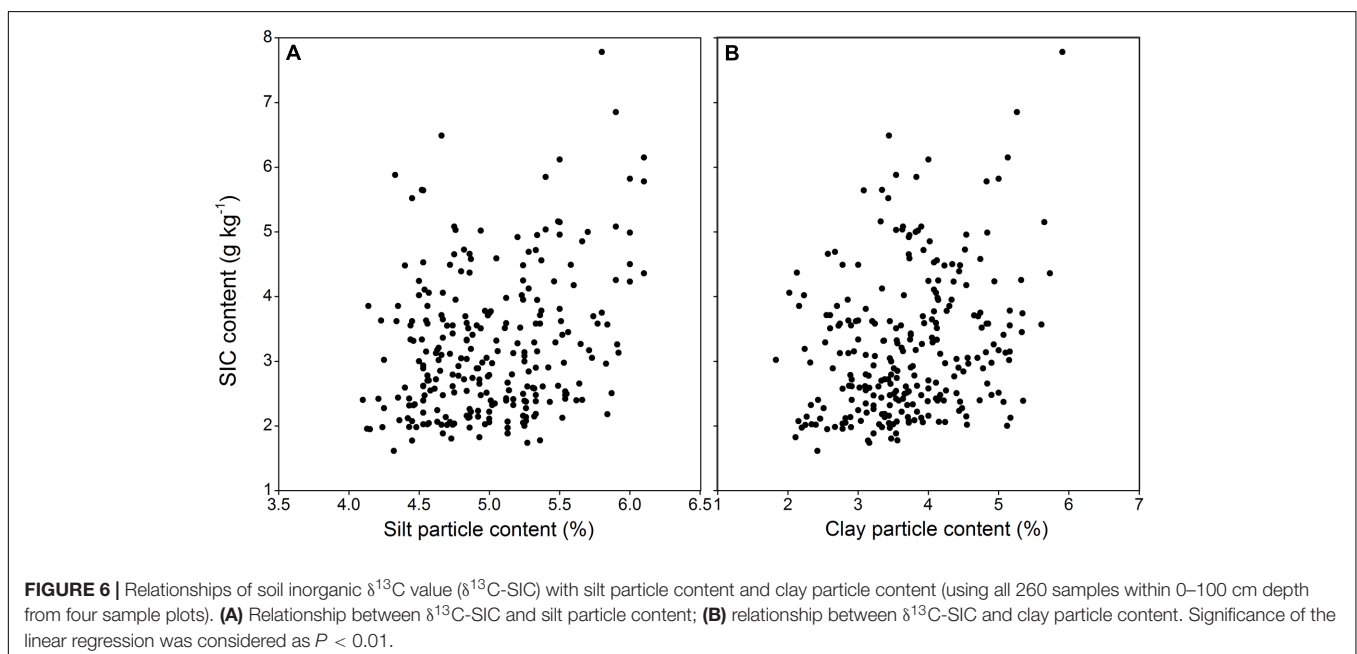 A
B
8
7
6
5
4
3
2
1
SIC content (g kg⁻¹)
3.5 4.0 4.5 5.0 5.5 6.0 6.5
1 2 3 4 5 6 7
Silt particle content (%)
Clay particle content (%)
FIGURE 6 | Relationships of soil inorganic δ¹³C value (δ¹³C-SIC) with silt particle content and clay particle content (using all 260 samples within 0–100 cm depth
from four sample plots). (A) Relationship between δ¹³C-SIC and silt particle content; (B) relationship between δ¹³C-SIC and clay particle content. Significance of the
linear regression was considered as P < 0.01.